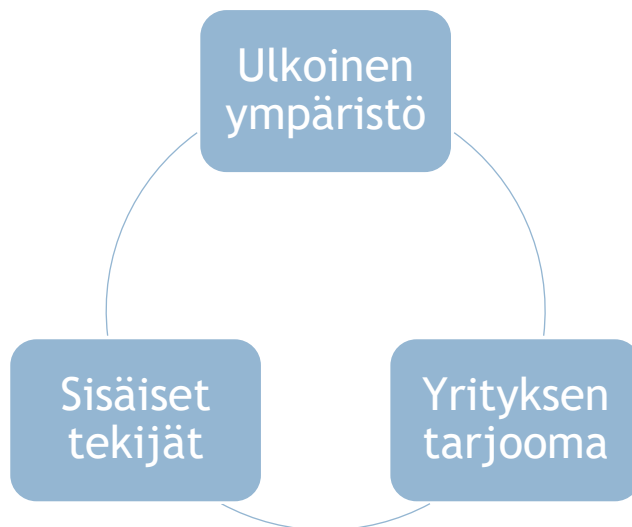 Ulkoinen
ympäristö
Sisäiset
tekijät
Yrityksen
tarjooma